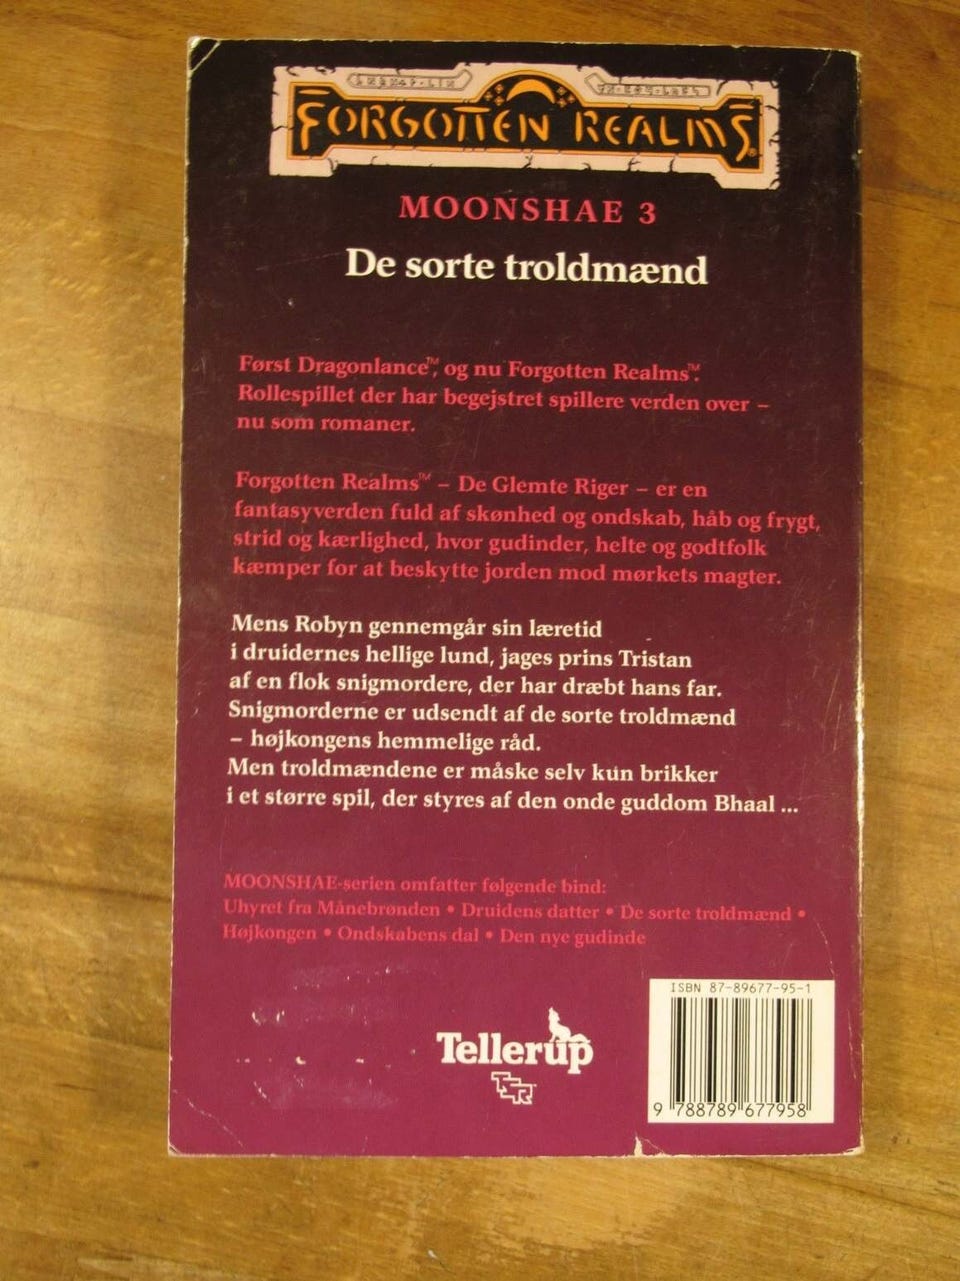 FORGOTTEN REALMS®
MOONSHAE 3
De sorte troldmænd
Først Dragonlance™, og nu Forgotten Realms™.
Rollespillet der har begejstret spillere verden over –
nu som romaner.
Forgotten Realms™ – De Glemte Riger – er en
fantasyverden fuld af skønhed og ondskab, håb og frygt,
strid og kærlighed, hvor gudinder, helte og godtfolk
kæmper for at beskytte jorden mod mørkets magter.
Mens Robyn gennemgår sin læretid
i druidernes hellige lund, jages prins Tristan
af en flok snigmordere, der har dræbt hans far.
Snigmorderne er udsendt af de sorte troldmænd
– højkongens hemmelige råd.
Men troldmændene er måske selv kun brikker
i et større spil, der styres af den onde guddom Bhaal ...
MOONSHAE-serien omfatter følgende bind:
Uhyret fra Månebrønden • Druidens datter • De sorte troldmænd •
Højkongen • Ondskabens dal • Den nye gudinde
ISBN 87-89677-95-1
Tellerup
TSR
9 788789 677958